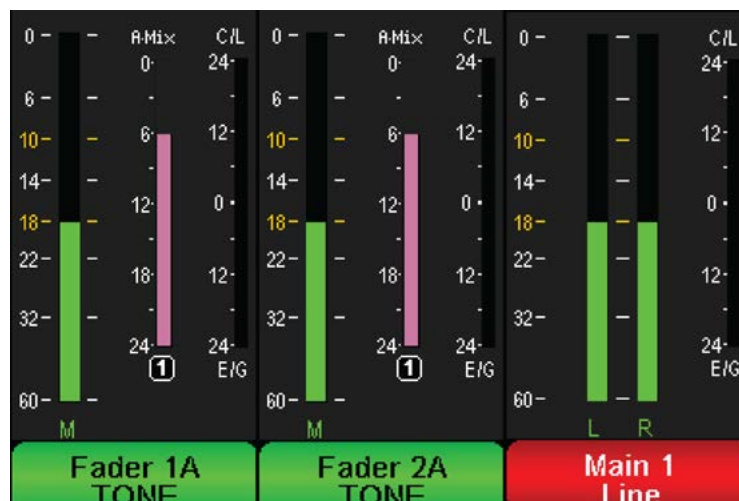 0 A·Mix C/L
0 24
6
10 6 12
14
18 12 0
22
18 12
32
24 24
1 E/G
60
M
Fader 1A
TONE
0 A·Mix C/L
0 24
6
10 6 12
14
18 12 0
22
18 12
32
24 24
1 E/G
60
M
Fader 2A
TONE
0 C/L
24
6
10 12
14
18 0
22
12
32
24
E/G
60
L R
Main 1
Line